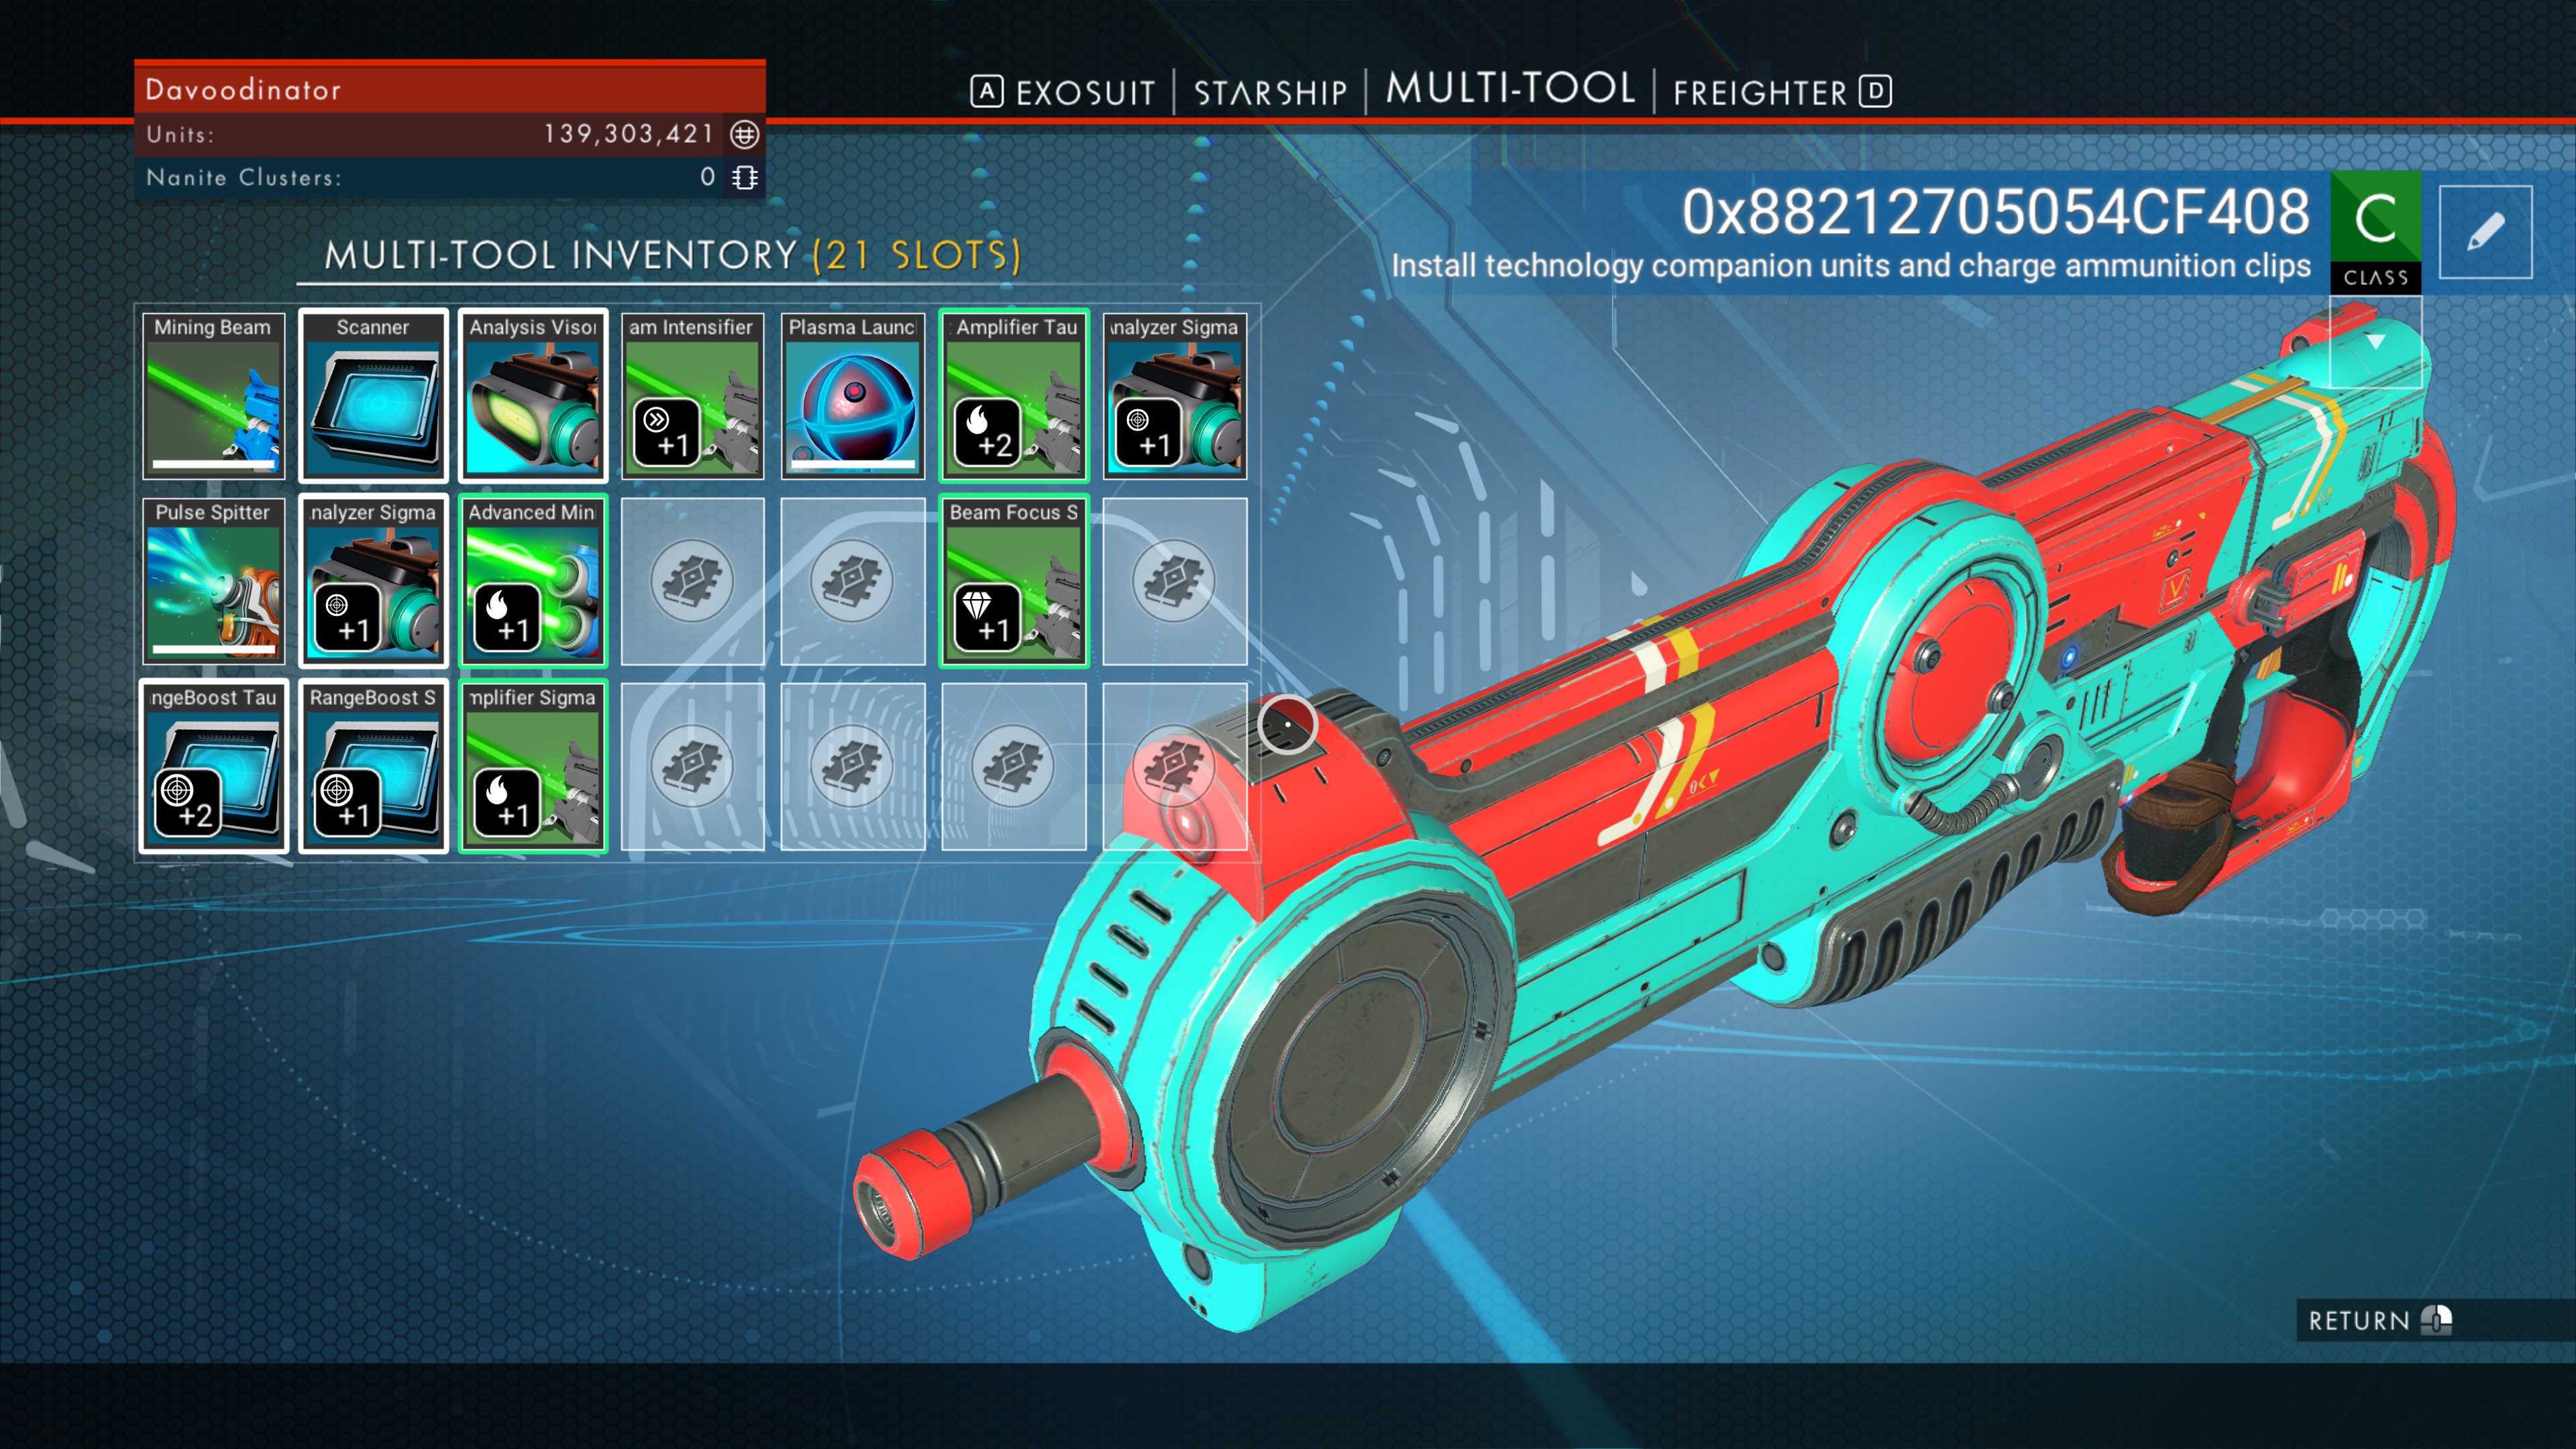 Davoodinator
Units: 139,303,421
Nanite Clusters: 0
A EXOSUIT | STARSHIP | MULTI-TOOL | FREIGHTER D
0x88212705054CF408
Install technology companion units and charge ammunition clips
C
CLASS
MULTI-TOOL INVENTORY (21 SLOTS)
Mining Beam
Scanner
Analysis Visor
am Intensifier
+1
Plasma Launc
Amplifier Tau
+2
nalyzer Sigma
+1
Pulse Spitter
nalyzer Sigma
+1
Advanced Min
+1
Beam Focus S
+1
ngeBoost Tau
+2
RangeBoost S
+1
mplifier Sigma
+1
RETURN